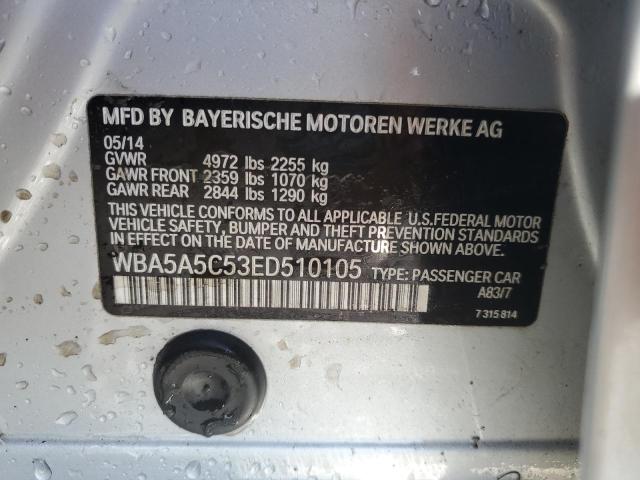 MFD BY BAYERISCHE MOTOREN WERKE AG
05/14
GVWR 4972 lbs 2255 kg
GAWR FRONT 2359 lbs 1070 kg
GAWR REAR 2844 lbs 1290 kg
THIS VEHICLE CONFORMS TO ALL APPLICABLE U.S.FEDERAL MOTOR
VEHICLE SAFETY, BUMPER AND THEFT PREVENTION
STANDARDS IN EFFECT ON THE DATE OF MANUFACTURE SHOWN ABOVE.
WBA5A5C53ED510105 TYPE: PASSENGER CAR
A83/7
7 315 814